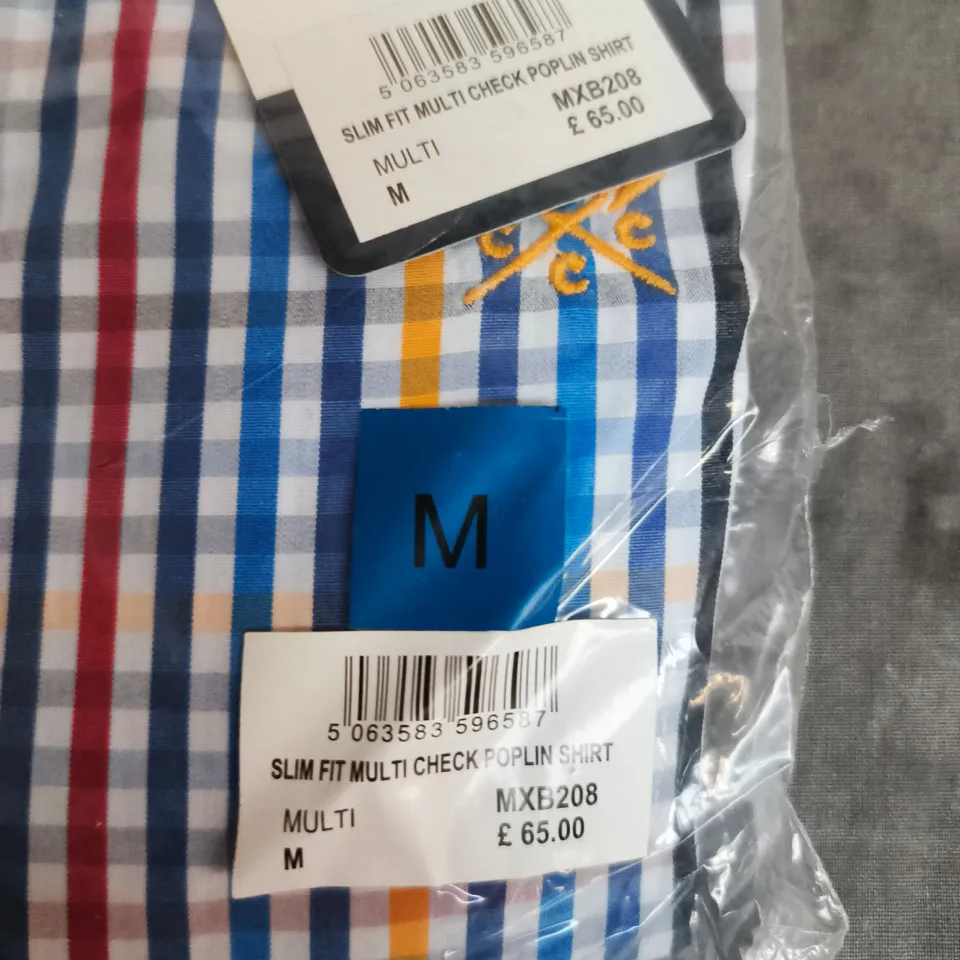 5 063583 596587
SLIM FIT MULTI CHECK POPLIN SHIRT
MXB208
MULTI
£ 65.00
M
C C
C
M
5 063583 596587
SLIM FIT MULTI CHECK POPLIN SHIRT
MXB208
MULTI
£ 65.00
M